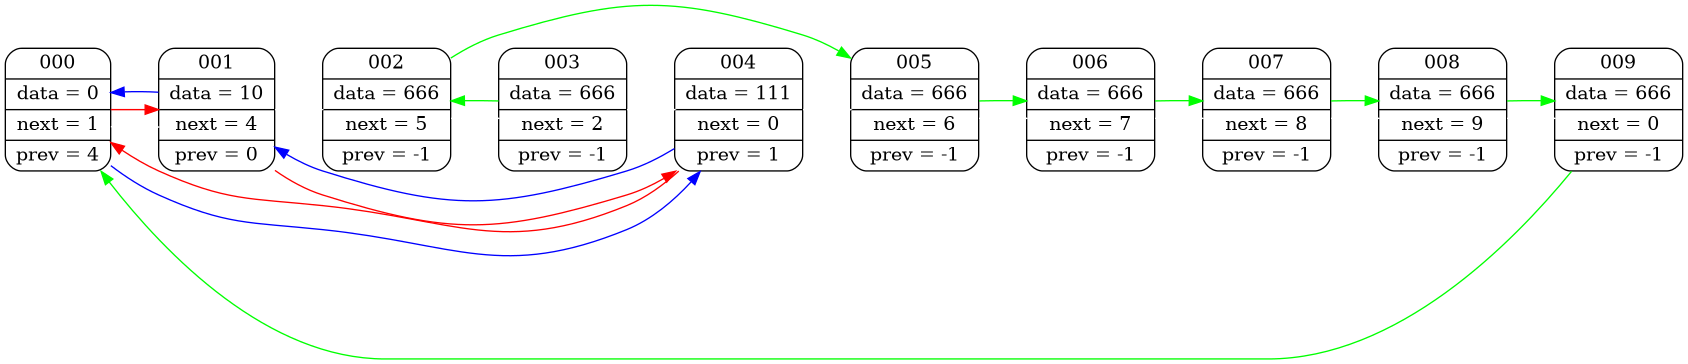 000
data = 0
next = 1
prev = 4
001
data = 10
next = 4
prev = 0
002
data = 666
next = 5
prev = -1
003
data = 666
next = 2
prev = -1
004
data = 111
next = 0
prev = 1
005
data = 666
next = 6
prev = -1
006
data = 666
next = 7
prev = -1
007
data = 666
next = 8
prev = -1
008
data = 666
next = 9
prev = -1
009
data = 666
next = 0
prev = -1